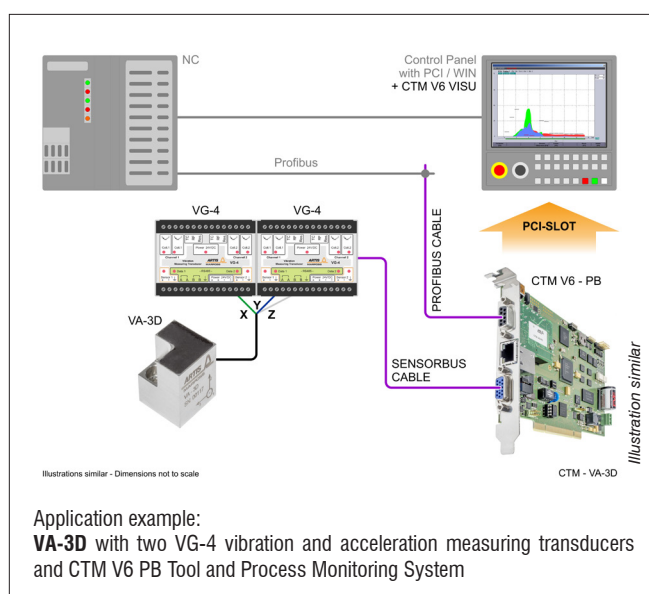 NC
Control Panel
with PCI / WIN
+ CTM V6 VISU
Profibus
VG-4
VG-4
PROFIBUS CABLE
PCI-SLOT
CTM V6 - PB
X
Y
Z
VA-3D
ARTIS
VA-3D
SENSORBUS
CABLE
Illustration similar
Illustrations similar - Dimensions not to scale
CTM - VA-3D
Application example:
VA-3D with two VG-4 vibration and acceleration measuring transducers
and CTM V6 PB Tool and Process Monitoring System